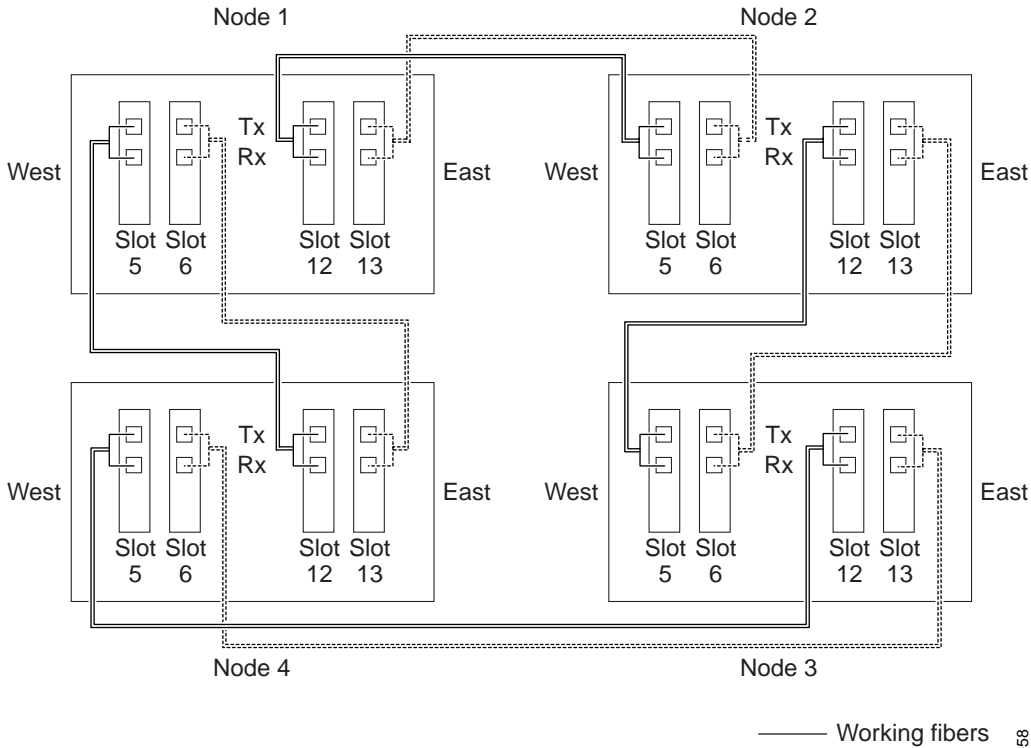 Node 1
Node 2
Tx
Rx
West
East
Slot 5
Slot 6
Slot 12
Slot 13
Tx
Rx
West
East
Slot 5
Slot 6
Slot 12
Slot 13
Tx
Rx
West
East
Slot 5
Slot 6
Slot 12
Slot 13
Tx
Rx
West
East
Slot 5
Slot 6
Slot 12
Slot 13
Node 4
Node 3
Working fibers
58